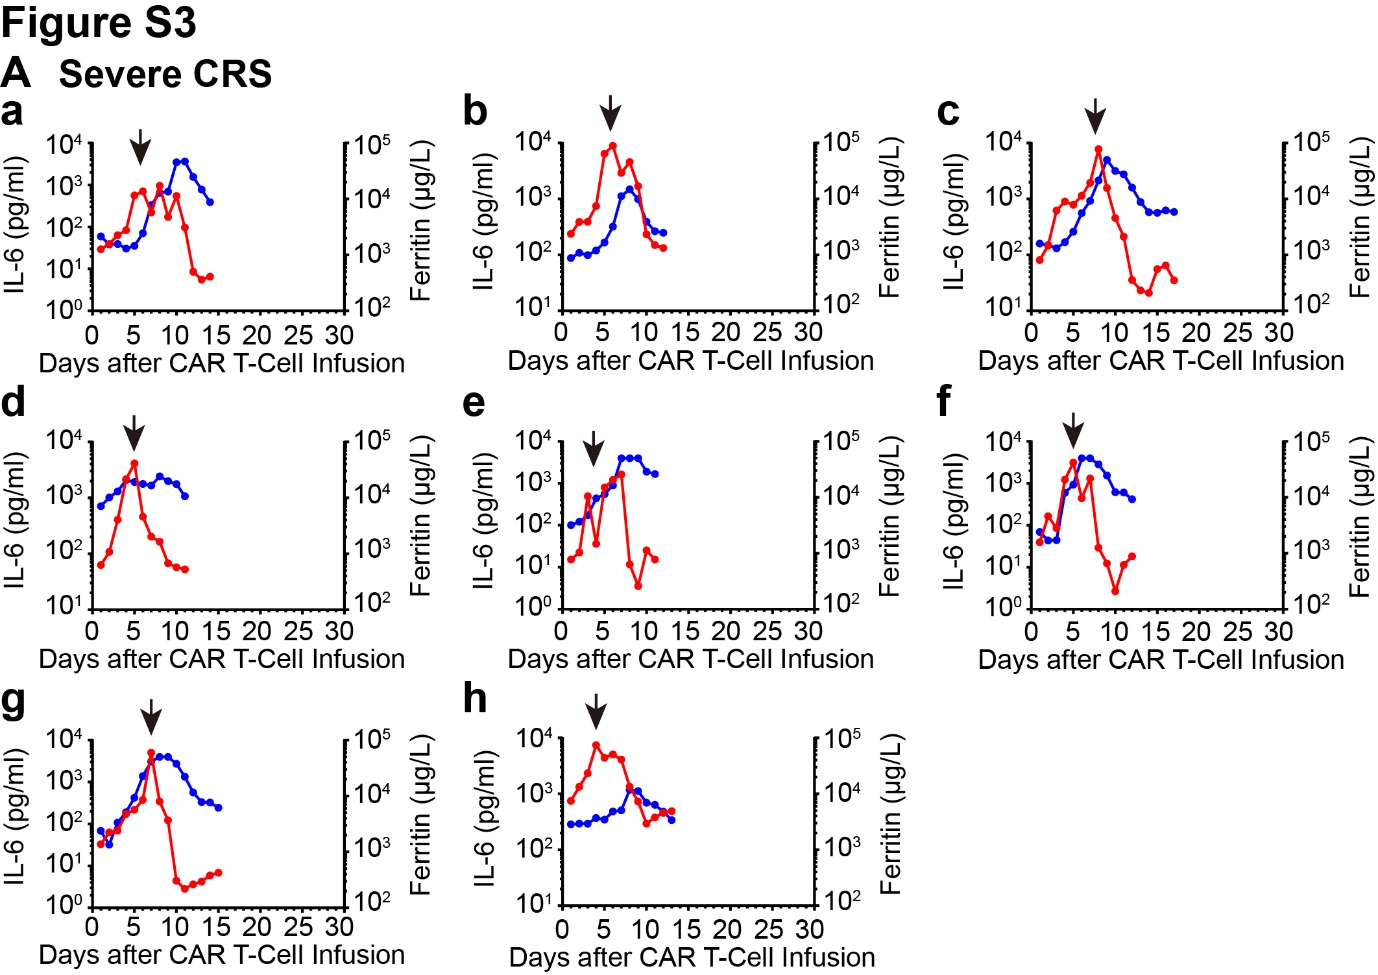 Figure S3
A Severe CRS
a
IL-6 (pg/ml)
10⁴
10³
10²
10¹
10⁰
10⁵
10⁴
10³
10²
Ferritin (µg/L)
0 5 10 15 20 25 30
Days after CAR T-Cell Infusion
b
IL-6 (pg/ml)
10⁴
10³
10²
10¹
10⁵
10⁴
10³
10²
Ferritin (µg/L)
0 5 10 15 20 25 30
Days after CAR T-Cell Infusion
c
IL-6 (pg/ml)
10⁴
10³
10²
10¹
10⁵
10⁴
10³
10²
Ferritin (µg/L)
0 5 10 15 20 25 30
Days after CAR T-Cell Infusion
d
IL-6 (pg/ml)
10⁴
10³
10²
10¹
10⁵
10⁴
10³
10²
Ferritin (µg/L)
0 5 10 15 20 25 30
Days after CAR T-Cell Infusion
e
IL-6 (pg/ml)
10⁴
10³
10²
10¹
10⁰
10⁵
10⁴
10³
10²
Ferritin (µg/L)
0 5 10 15 20 25 30
Days after CAR T-Cell Infusion
f
IL-6 (pg/ml)
10⁴
10³
10²
10¹
10⁰
10⁵
10⁴
10³
10²
Ferritin (µg/L)
0 5 10 15 20 25 30
Days after CAR T-Cell Infusion
g
IL-6 (pg/ml)
10⁴
10³
10²
10¹
10⁰
10⁵
10⁴
10³
10²
Ferritin (µg/L)
0 5 10 15 20 25 30
Days after CAR T-Cell Infusion
h
IL-6 (pg/ml)
10⁴
10³
10²
10¹
10⁵
10⁴
10³
10²
Ferritin (µg/L)
0 5 10 15 20 25 30
Days after CAR T-Cell Infusion